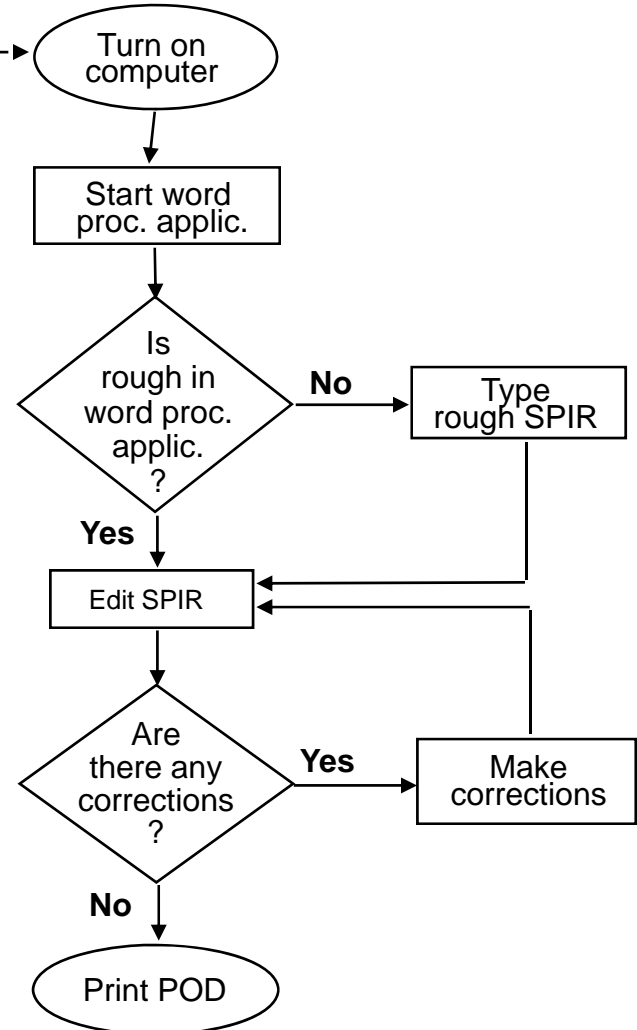 Turn on
computer
Start word
proc. applic.
Is
rough in
word proc.
applic.
?
No
Type
rough SPIR
Yes
Edit SPIR
Are
there any
corrections
?
Yes
Make
corrections
No
Print POD